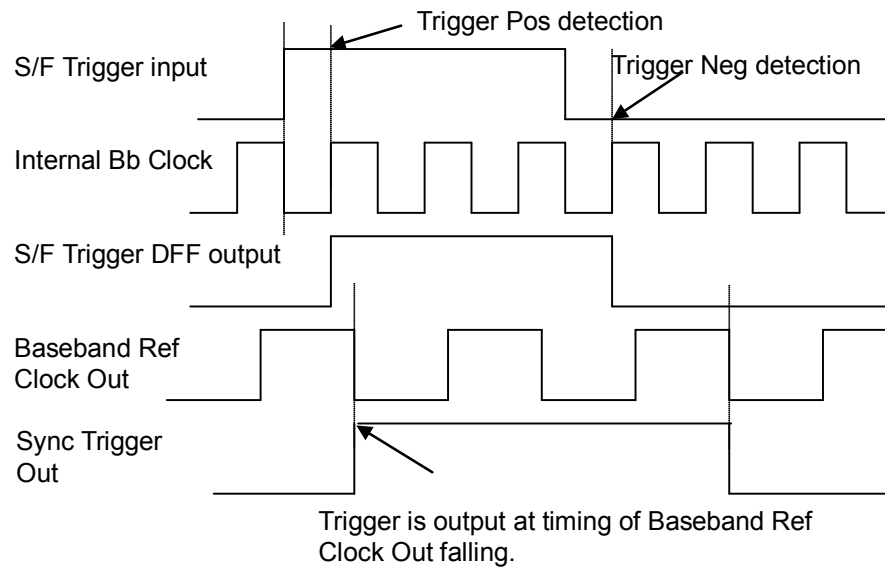 Trigger Pos detection
S/F Trigger input
Trigger Neg detection
Internal Bb Clock
S/F Trigger DFF output
Baseband Ref
Clock Out
Sync Trigger
Out
Trigger is output at timing of Baseband Ref
Clock Out falling.